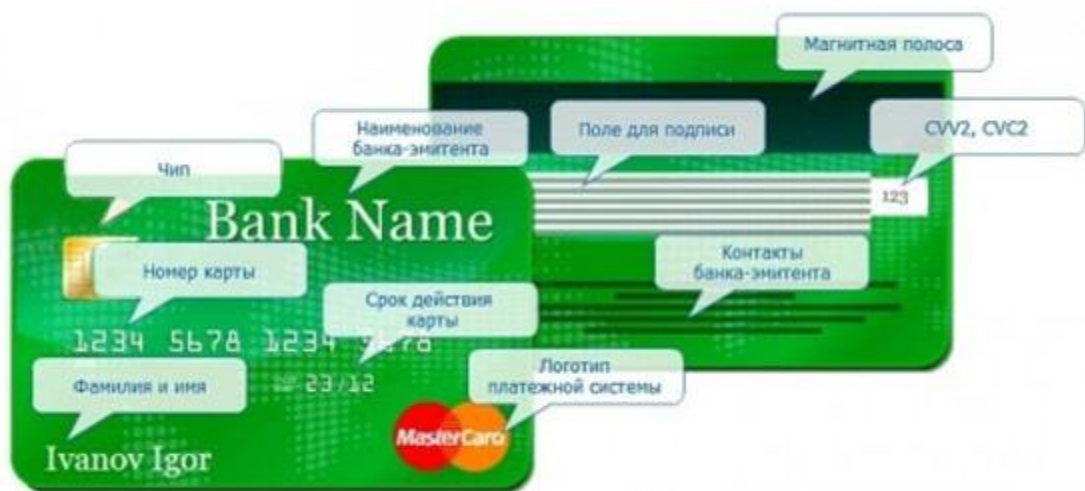 Магнитная полоса
Наименование
банка-эмитента
Поле для подписи
CVV2, CVC2
Чип
123
Bank Name
Номер карты
Контакты
банка-эмитента
Срок действия
карты
1234 5678 1234 5678
Фамилия и имя
23/12
Логотип
платежной системы
MasterCard
Ivanov Igor